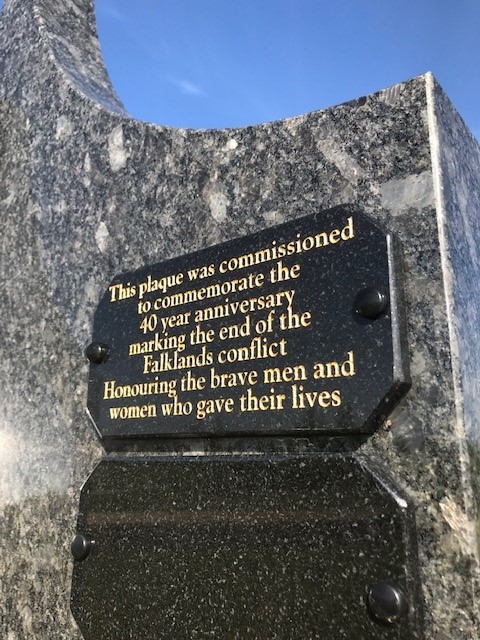 This plaque was commissioned
to commemorate the
40 year anniversary
marking the end of the
Falklands conflict
Honouring the brave men and
women who gave their lives